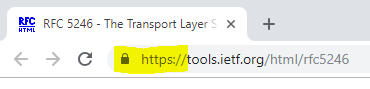 RFC HTML RFC 5246 - The Transport Layer S
https://tools.ietf.org/html/rfc5246